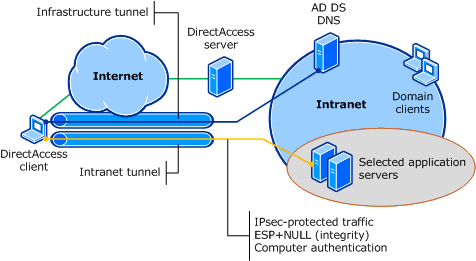 Infrastructure tunnel
AD DS
DNS
DirectAccess
server
Internet
Intranet
Domain
clients
DirectAccess
client
Intranet tunnel
Selected application
servers
IPsec-protected traffic
ESP+NULL (integrity)
Computer authentication